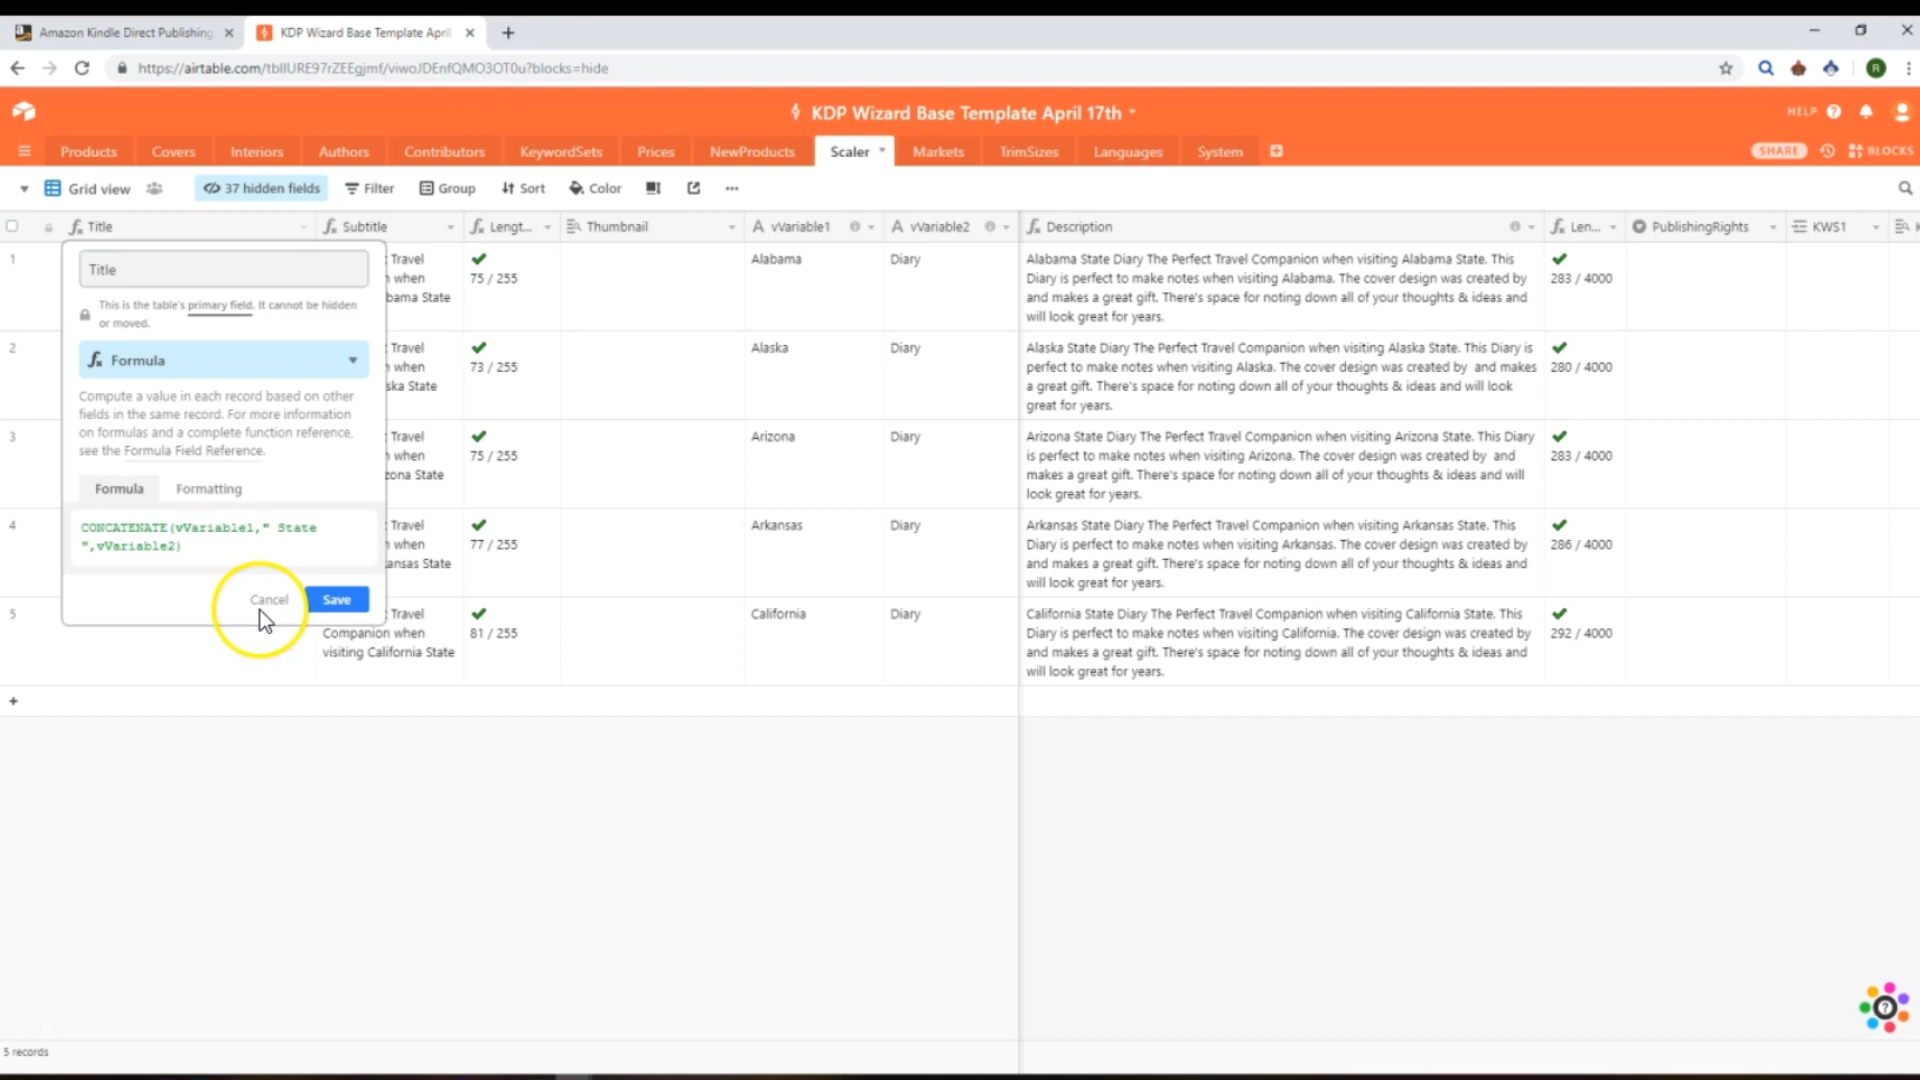 Amazon Kindle Direct Publishing
KDP Wizard Base Template April
https://airtable.com/tbllURE97rZEEgjmf/viwoJDEnfQMO3OT0u?blocks=hide
R
KDP Wizard Base Template April 17th
HELP
Products Covers Interiors Authors Contributors KeywordSets Prices NewProducts Scaler Markets TrimSizes Languages System
SHARE
BLOCKS
Grid view
37 hidden fields
Filter
Group
Sort
Color
Title Subtitle Lengt... Thumbnail vVariable1 vVariable2 Description Len... PublishingRights KWS1
Title
This is the table's primary field. It cannot be hidden
or moved.
Formula
Compute a value in each record based on other
fields in the same record. For more information
on formulas and a complete function reference,
see the Formula Field Reference.
Formula Formatting
CONCATENATE(vVariable1," State
",vVariable2)
Cancel Save
1
Travel
when
bama State
75 / 255
Alabama
Diary
Alabama State Diary The Perfect Travel Companion when visiting Alabama State. This
Diary is perfect to make notes when visiting Alabama. The cover design was created by
and makes a great gift. There's space for noting down all of your thoughts & ideas and
will look great for years.
283 / 4000
2
Travel
when
ska State
73 / 255
Alaska
Diary
Alaska State Diary The Perfect Travel Companion when visiting Alaska State. This Diary is
perfect to make notes when visiting Alaska. The cover design was created by and makes
a great gift. There's space for noting down all of your thoughts & ideas and will look
great for years.
280 / 4000
3
Travel
when
zona State
75 / 255
Arizona
Diary
Arizona State Diary The Perfect Travel Companion when visiting Arizona State. This Diary
is perfect to make notes when visiting Arizona. The cover design was created by and
makes a great gift. There's space for noting down all of your thoughts & ideas and will
look great for years.
283 / 4000
4
Travel
when
ansas State
77 / 255
Arkansas
Diary
Arkansas State Diary The Perfect Travel Companion when visiting Arkansas State. This
Diary is perfect to make notes when visiting Arkansas. The cover design was created by
and makes a great gift. There's space for noting down all of your thoughts & ideas and
will look great for years.
286 / 4000
5
Travel
Companion when
visiting California State
81 / 255
California
Diary
California State Diary The Perfect Travel Companion when visiting California State. This
Diary is perfect to make notes when visiting California. The cover design was created by
and makes a great gift. There's space for noting down all of your thoughts & ideas and
will look great for years.
292 / 4000
5 records